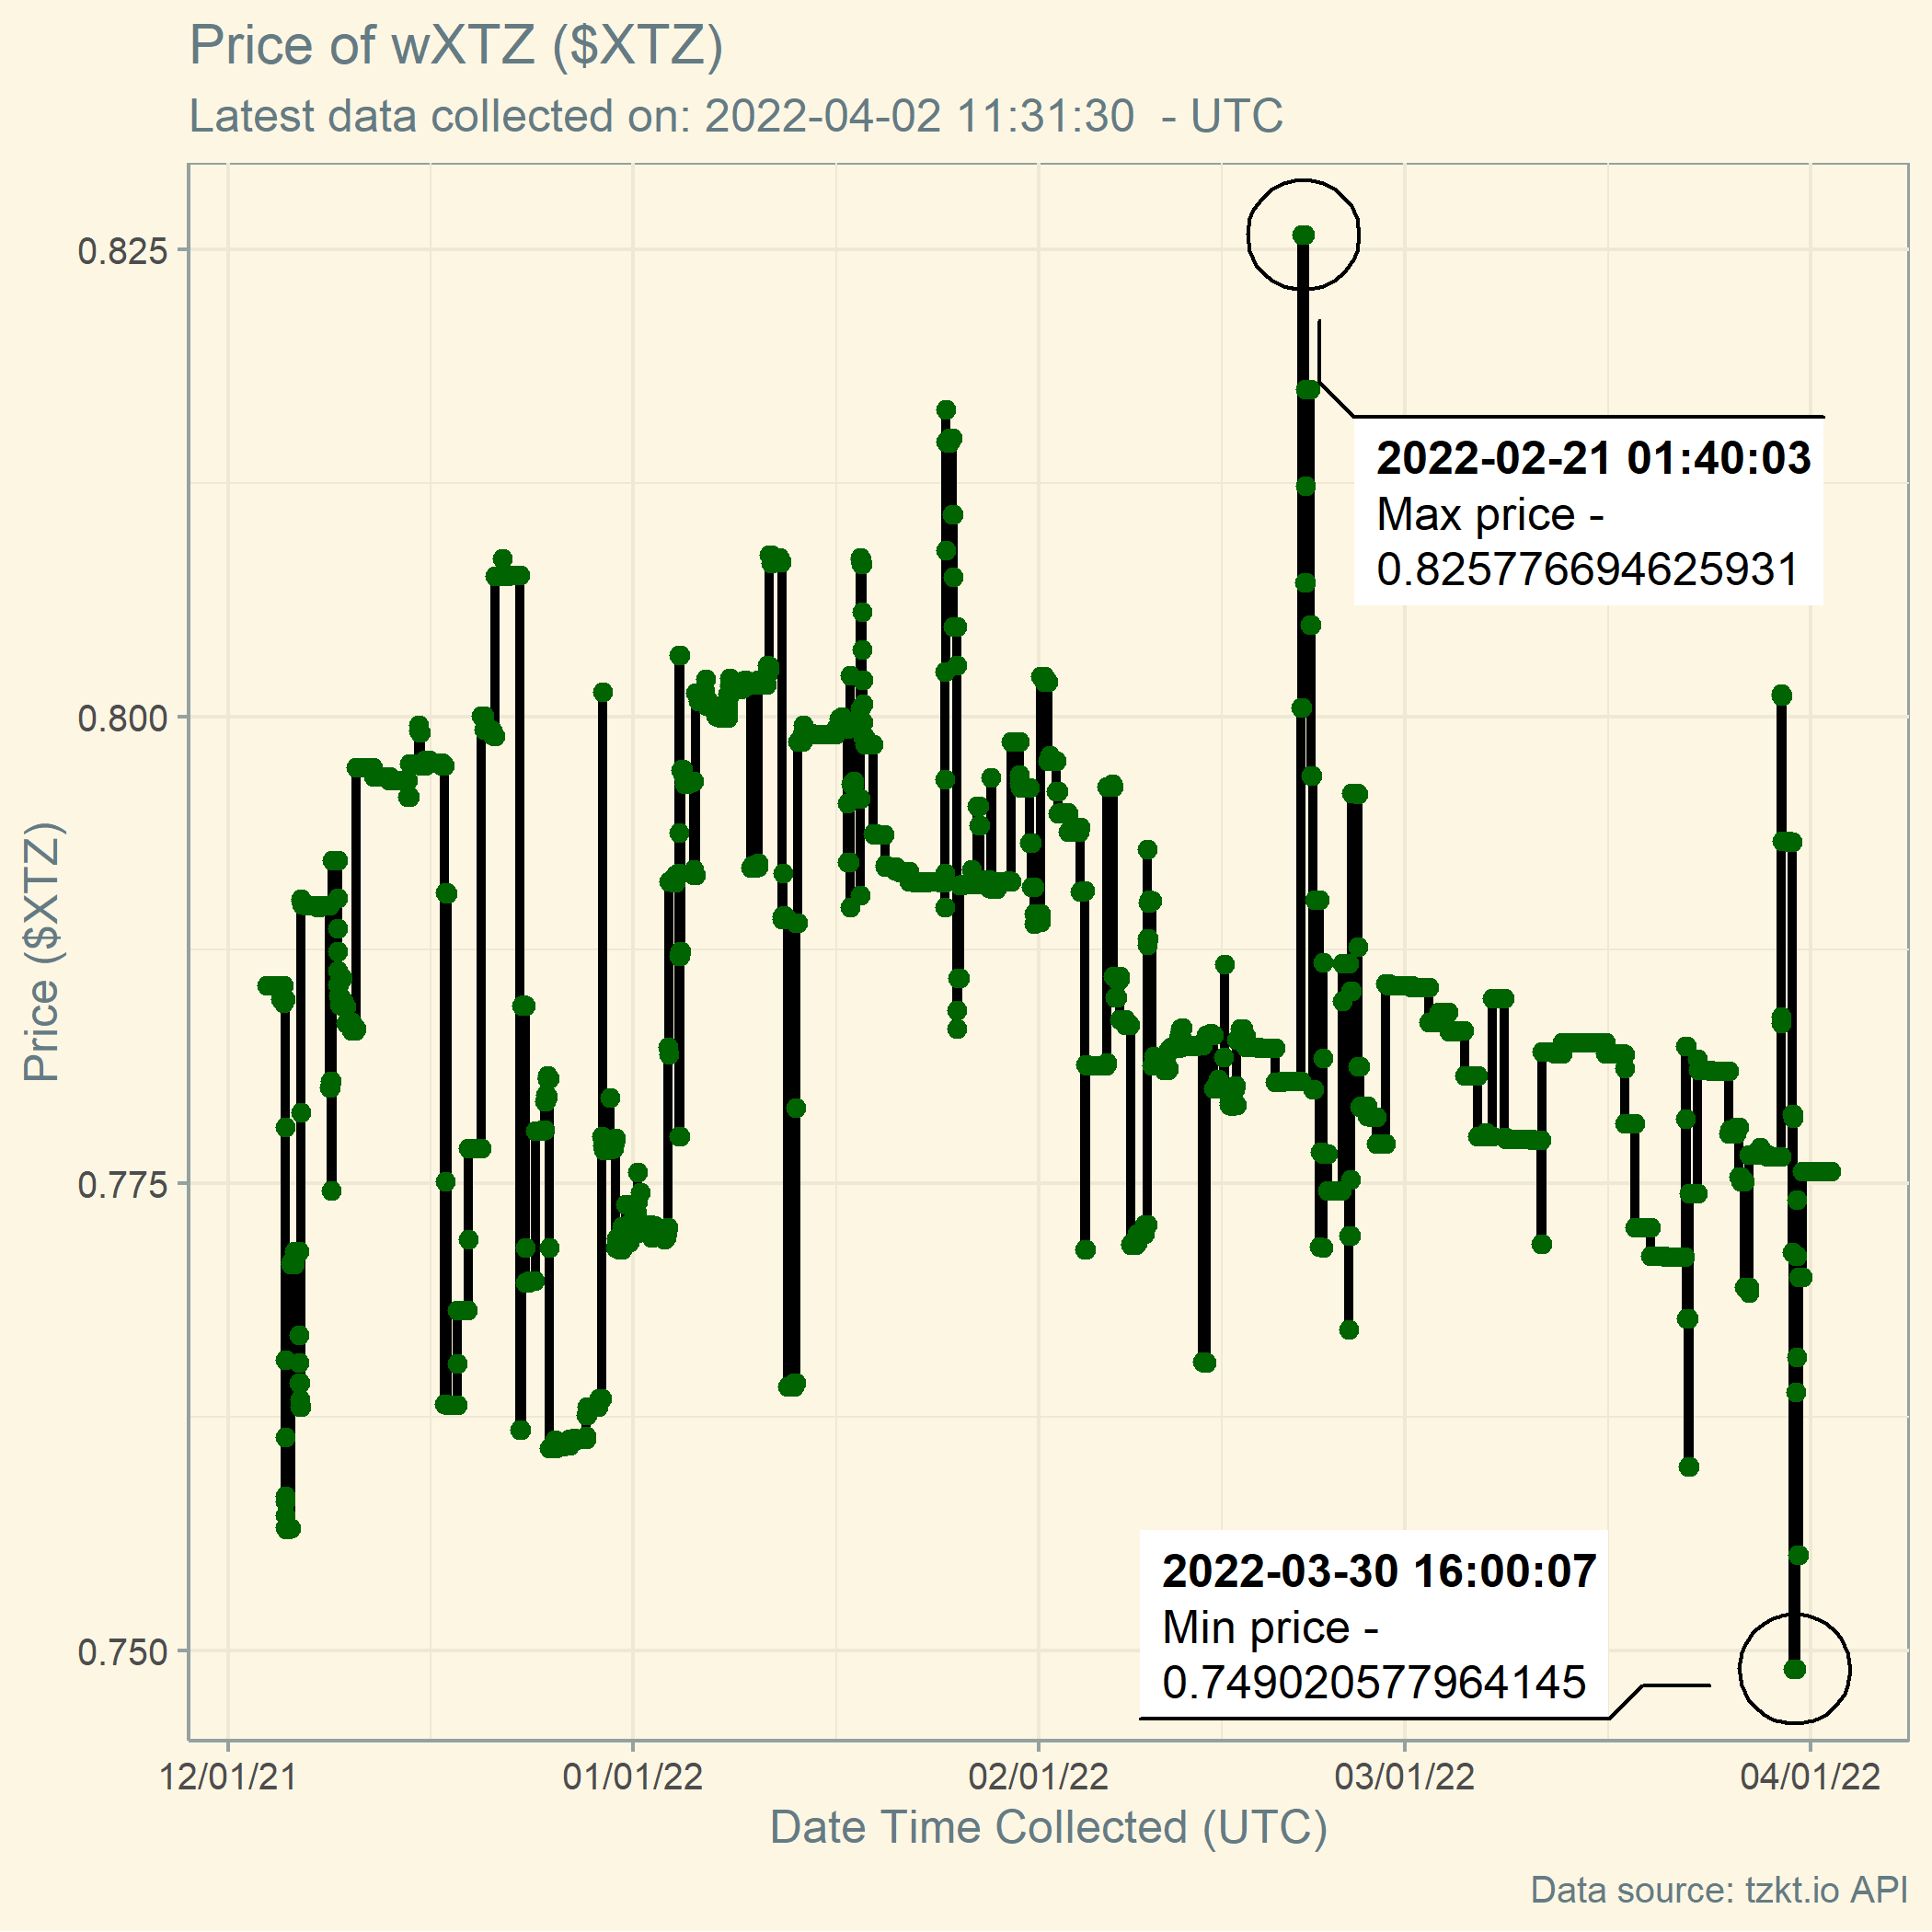 Price of wXTZ ($XTZ)
Latest data collected on: 2022-04-02 11:31:30  - UTC
0.825
0.800
0.775
0.750
Price ($XTZ)
2022-02-21 01:40:03
Max price -
0.825776694625931
2022-03-30 16:00:07
Min price -
0.749020577964145
12/01/21
01/01/22
02/01/22
03/01/22
04/01/22
Date Time Collected (UTC)
Data source: tzkt.io API